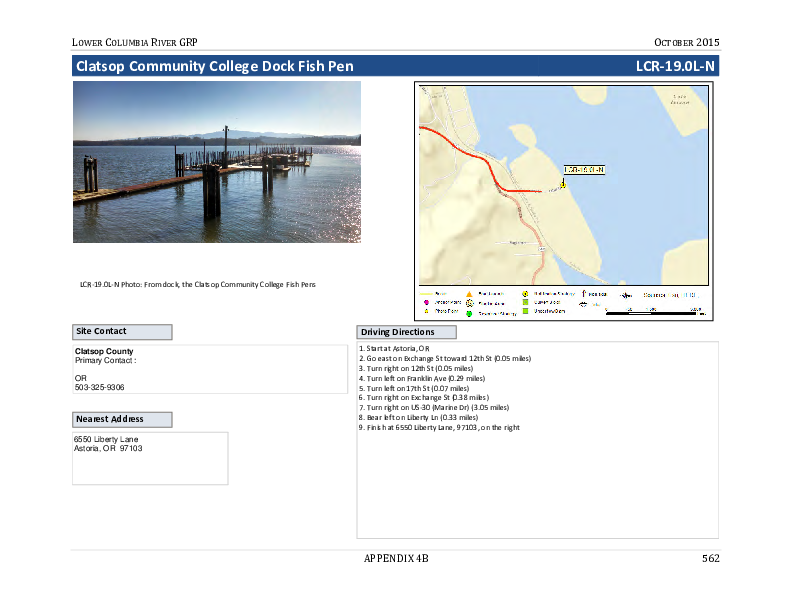 LOWER COLUMBIA RIVER GRP
OCTOBER 2015
Clatsop Community College Dock Fish Pen
LCR-19.0L-N
LCR-19.0L-N
LCR-19.0L-N Photo: From dock, the Clatsop Community College Fish Pens
Site Contact
Clatsop County
Primary Contact :
OR
503-325-9306
Nearest Address
6550 Liberty Lane
Astoria, OR 97103
Driving Directions
1. Start at Astoria, OR
2. Go east on Exchange St toward 12th St (0.05 miles)
3. Turn right on 12th St (0.05 miles)
4. Turn left on Franklin Ave (0.29 miles)
5. Turn left on 17th St (0.07 miles)
6. Turn right on Exchange St (0.38 miles)
7. Turn right on US-30 (Marine Dr) (3.05 miles)
8. Bear left on Liberty Ln (0.33 miles)
9. Finish at 6550 Liberty Lane, 97103, on the right
APPENDIX 4B
562